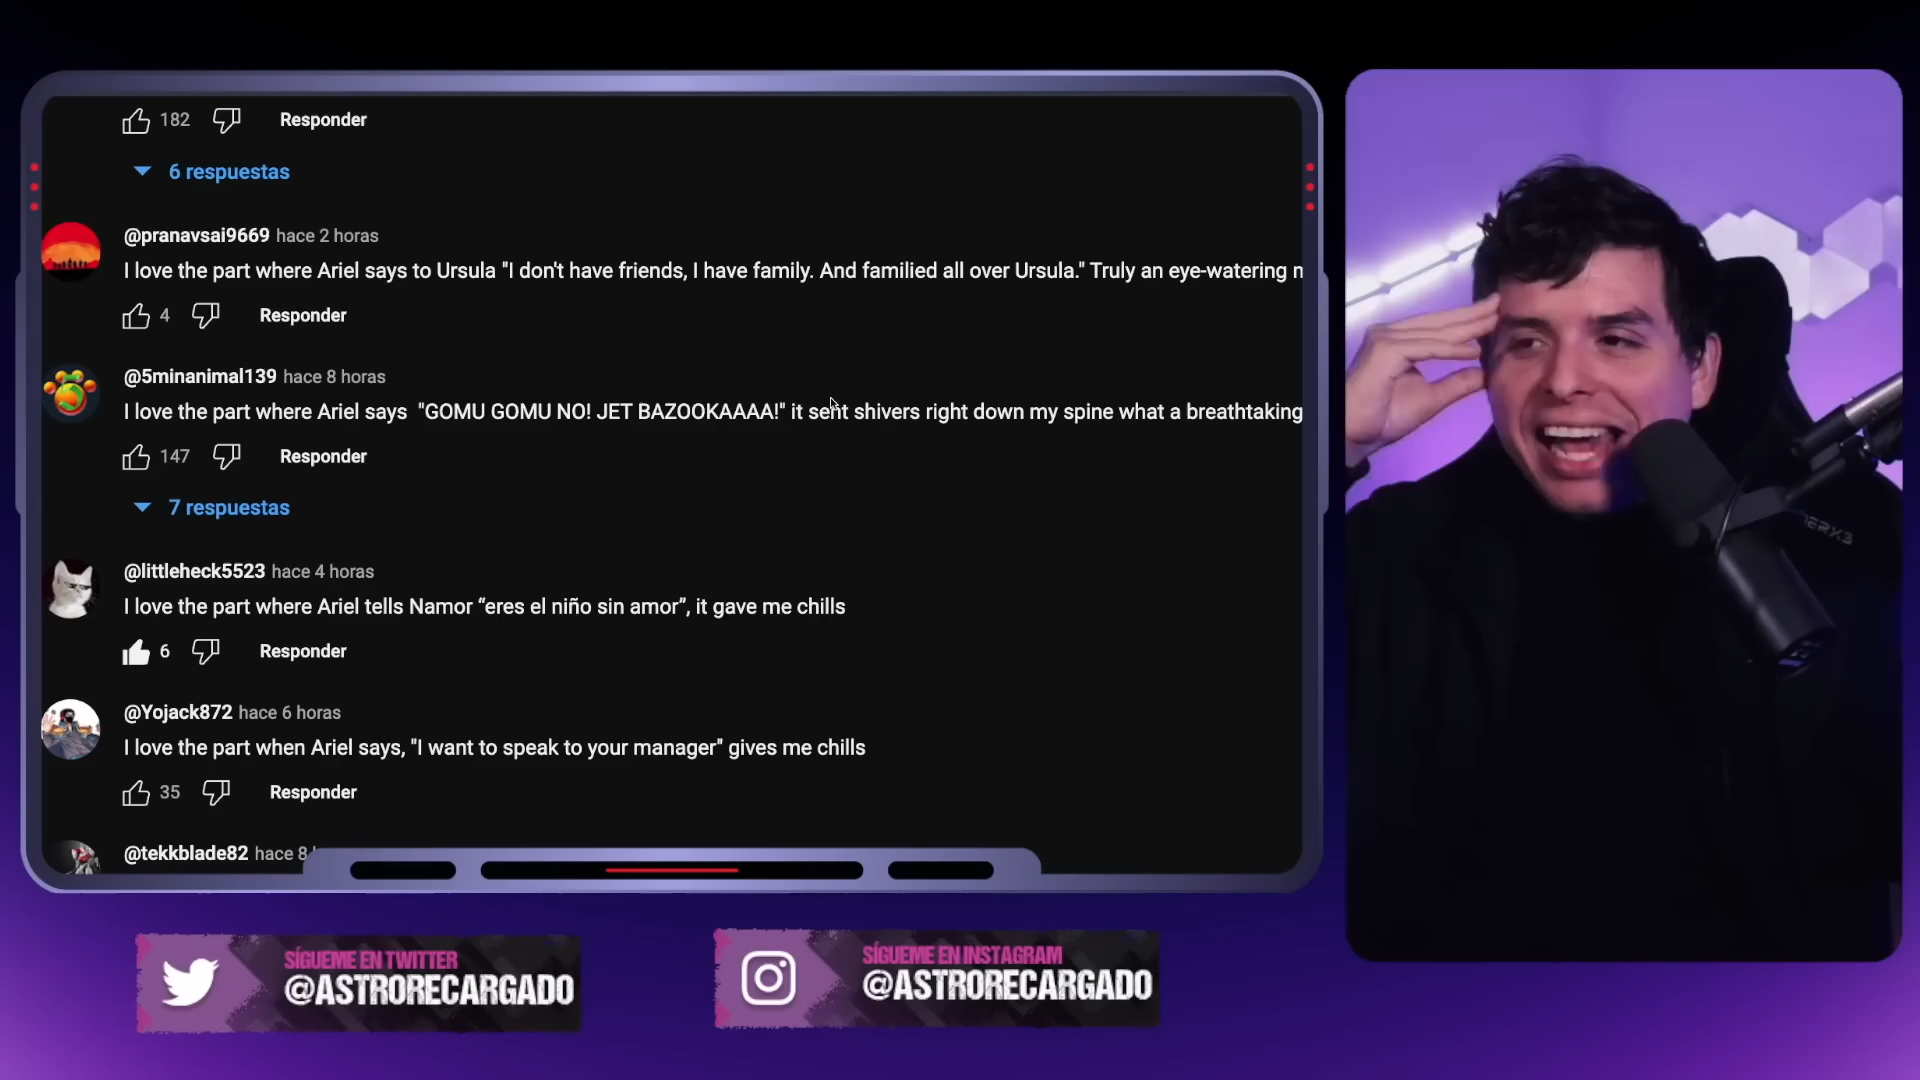 182 Responder
6 respuestas
@pranavsai9669 hace 2 horas
I love the part where Ariel says to Ursula "I don't have friends, I have family. And familied all over Ursula." Truly an eye-watering
4 Responder
@5minanimal139 hace 8 horas
I love the part where Ariel says "GOMU GOMU NO! JET BAZOOKAAAA!" it sent shivers right down my spine what a breathtaking
147 Responder
7 respuestas
@littleheck5523 hace 4 horas
I love the part where Ariel tells Namor “eres el niño sin amor”, it gave me chills
6 Responder
@Yojack872 hace 6 horas
I love the part when Ariel says, "I want to speak to your manager" gives me chills
35 Responder
@tekkblade82 hace 8
SÍGUEME EN TWITTER
@ASTRORECARGADO
SÍGUEME EN INSTAGRAM
@ASTRORECARGADO